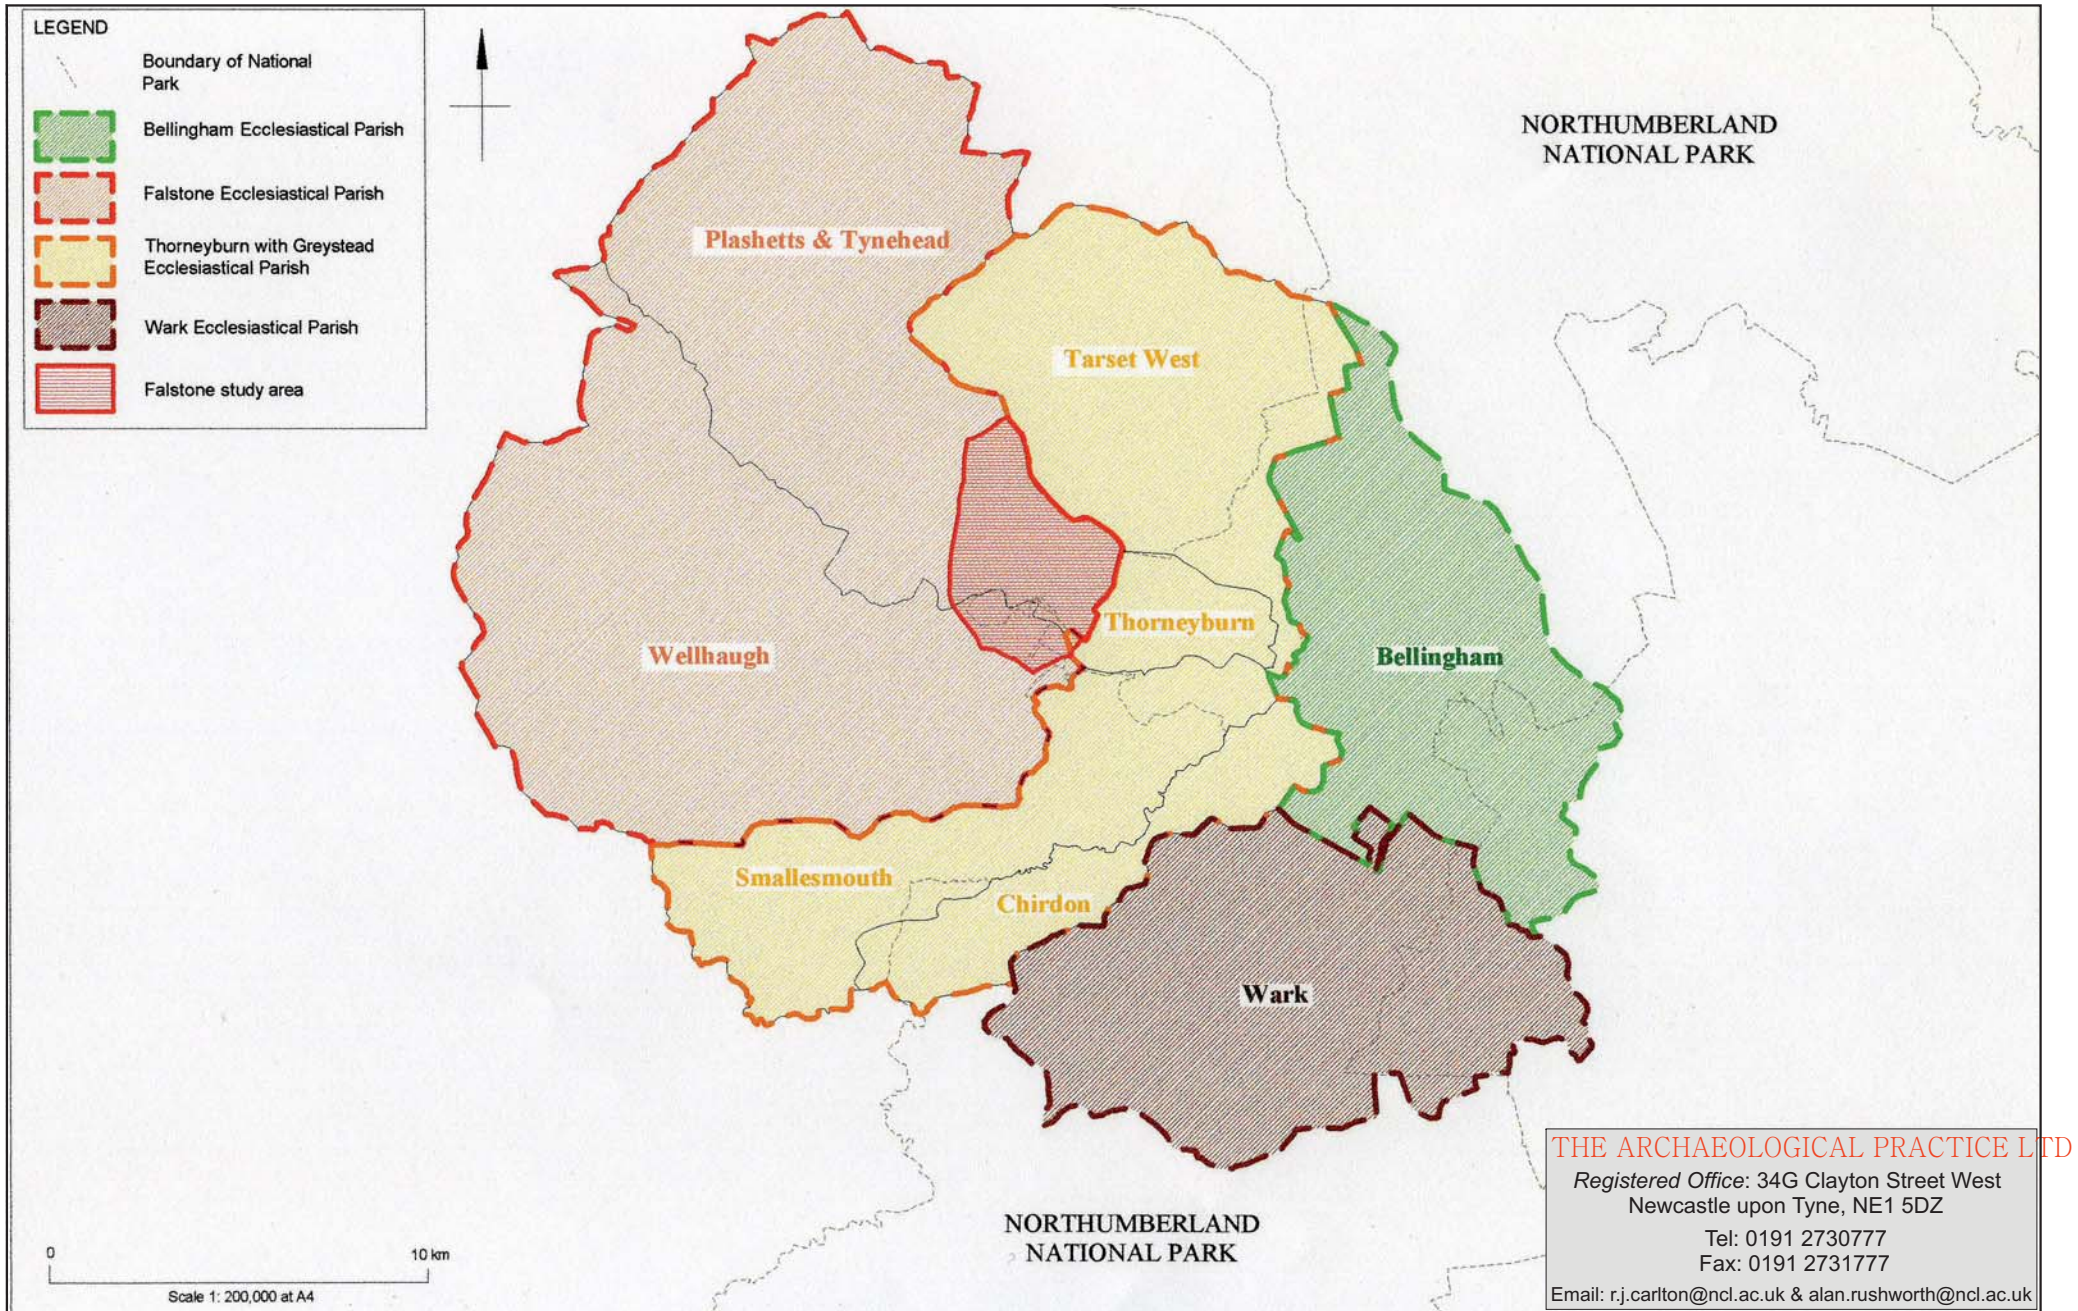 LEGEND
Boundary of National
Park
Bellingham Ecclesiastical Parish
Falstone Ecclesiastical Parish
Thorneyburn with Greystead
Ecclesiastical Parish
Wark Ecclesiastical Parish
Falstone study area
NORTHUMBERLAND
NATIONAL PARK
Plashetts & Tynehead
Tarset West
Thorneyburn
Wellhaugh
Bellingham
Smallesmouth
Chirdon
Wark
NORTHUMBERLAND
NATIONAL PARK
0
10 km
Scale 1: 200,000 at A4
THE ARCHAEOLOGICAL PRACTICE LTD
Registered Office: 34G Clayton Street West
Newcastle upon Tyne, NE1 5DZ
Tel: 0191 2730777
Fax: 0191 2731777
Email: r.j.carlton@ncl.ac.uk & alan.rushworth@ncl.ac.uk